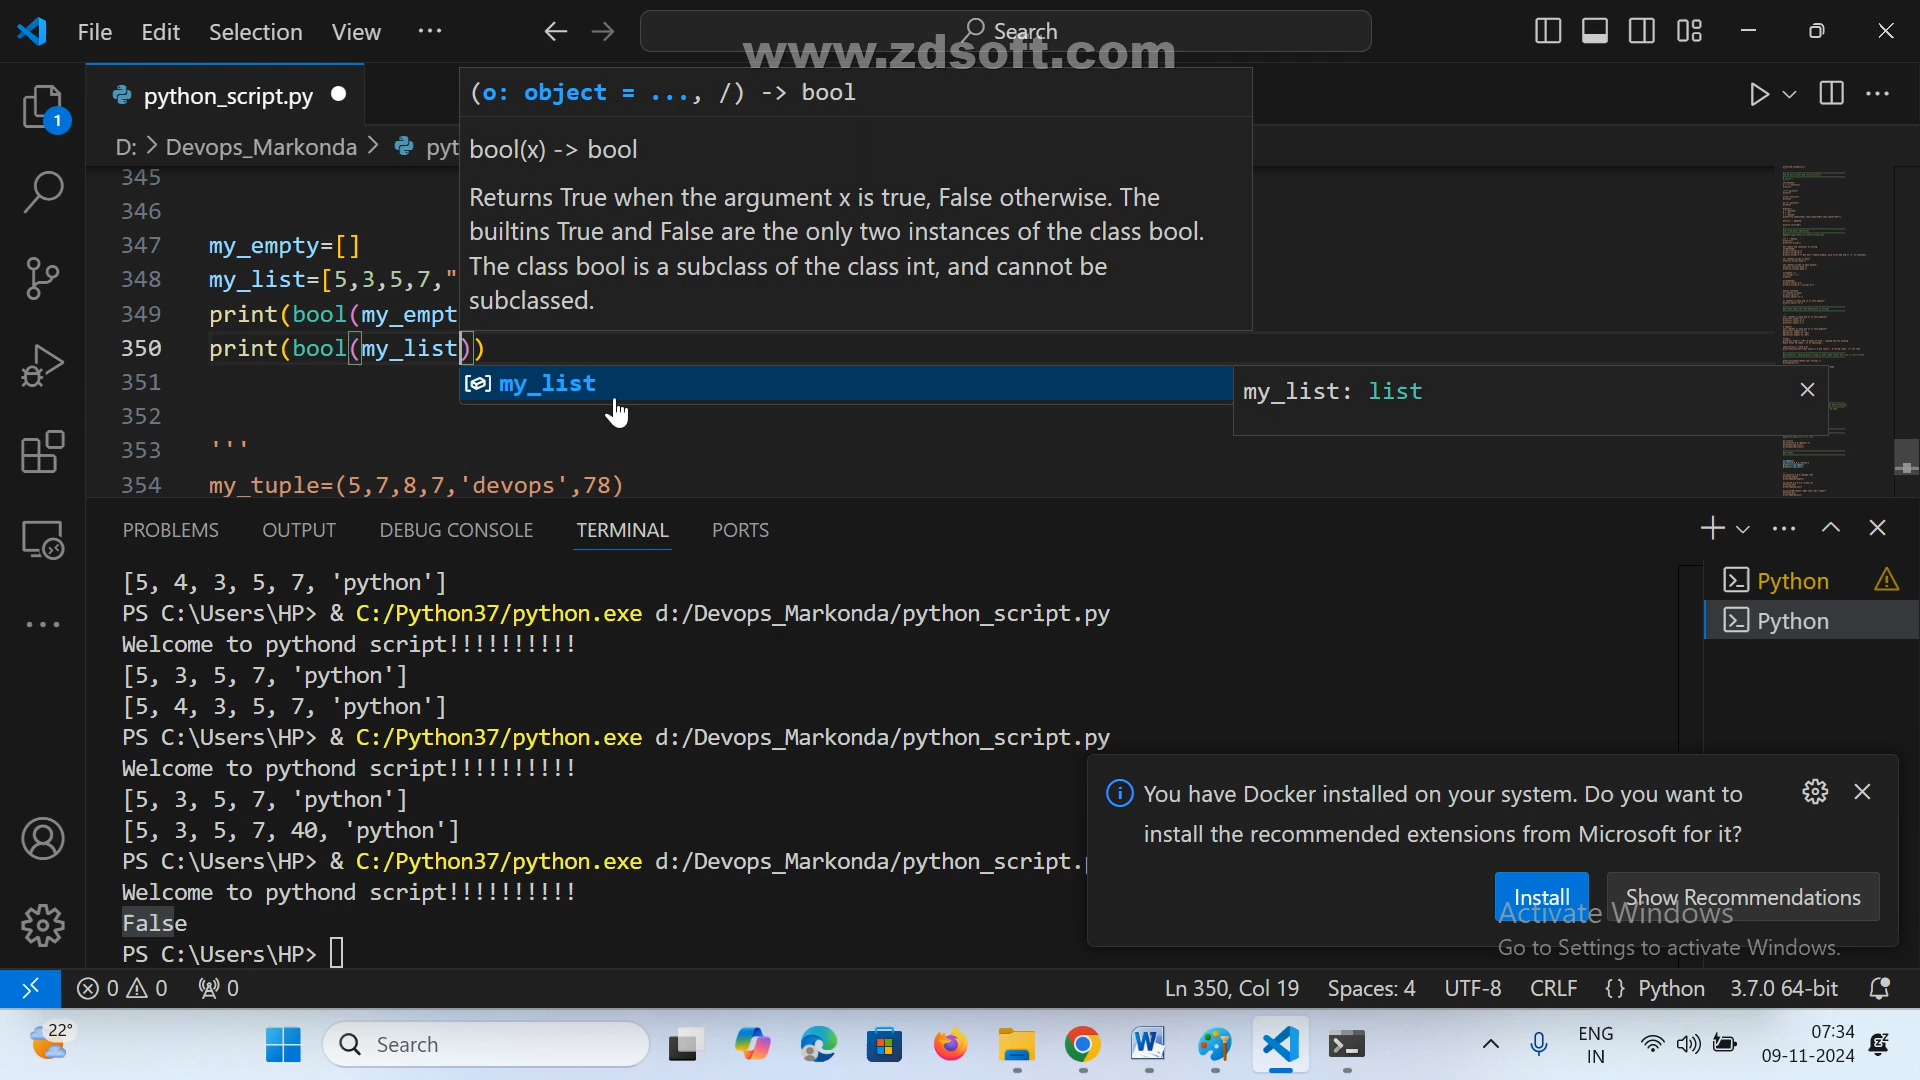 File Edit Selection View ... Search
www.zdsoft.com
1 python_script.py
(o: object = ..., /) -> bool
D: > Devops_Markonda > pyt
bool(x) -> bool
Returns True when the argument x is true, False otherwise. The
builtins True and False are the only two instances of the class bool.
The class bool is a subclass of the class int, and cannot be
subclassed.
345
346
347 my_empty=[]
348 my_list=[5,3,5,7,"
349 print(bool(my_empt
350 print(bool(my_list))
351 my_list
my_list: list
352
353 '''
354 my_tuple=(5,7,8,7,'devops',78)
PROBLEMS OUTPUT DEBUG CONSOLE TERMINAL PORTS
Python
Python
[5, 4, 3, 5, 7, 'python']
PS C:\Users\HP> & C:/Python37/python.exe d:/Devops_Markonda/python_script.py
Welcome to pythond script!!!!!!!!!!
[5, 3, 5, 7, 'python']
[5, 4, 3, 5, 7, 'python']
PS C:\Users\HP> & C:/Python37/python.exe d:/Devops_Markonda/python_script.py
Welcome to pythond script!!!!!!!!!!
[5, 3, 5, 7, 'python']
[5, 3, 5, 7, 40, 'python']
PS C:\Users\HP> & C:/Python37/python.exe d:/Devops_Markonda/python_script.
Welcome to pythond script!!!!!!!!!!
False
PS C:\Users\HP>
You have Docker installed on your system. Do you want to
install the recommended extensions from Microsoft for it?
Install Show Recommendations
Activate Windows
Go to Settings to activate Windows.
0 0 0 Ln 350, Col 19 Spaces: 4 UTF-8 CRLF {} Python 3.7.0 64-bit
22° Search ENG
IN
07:34
09-11-2024